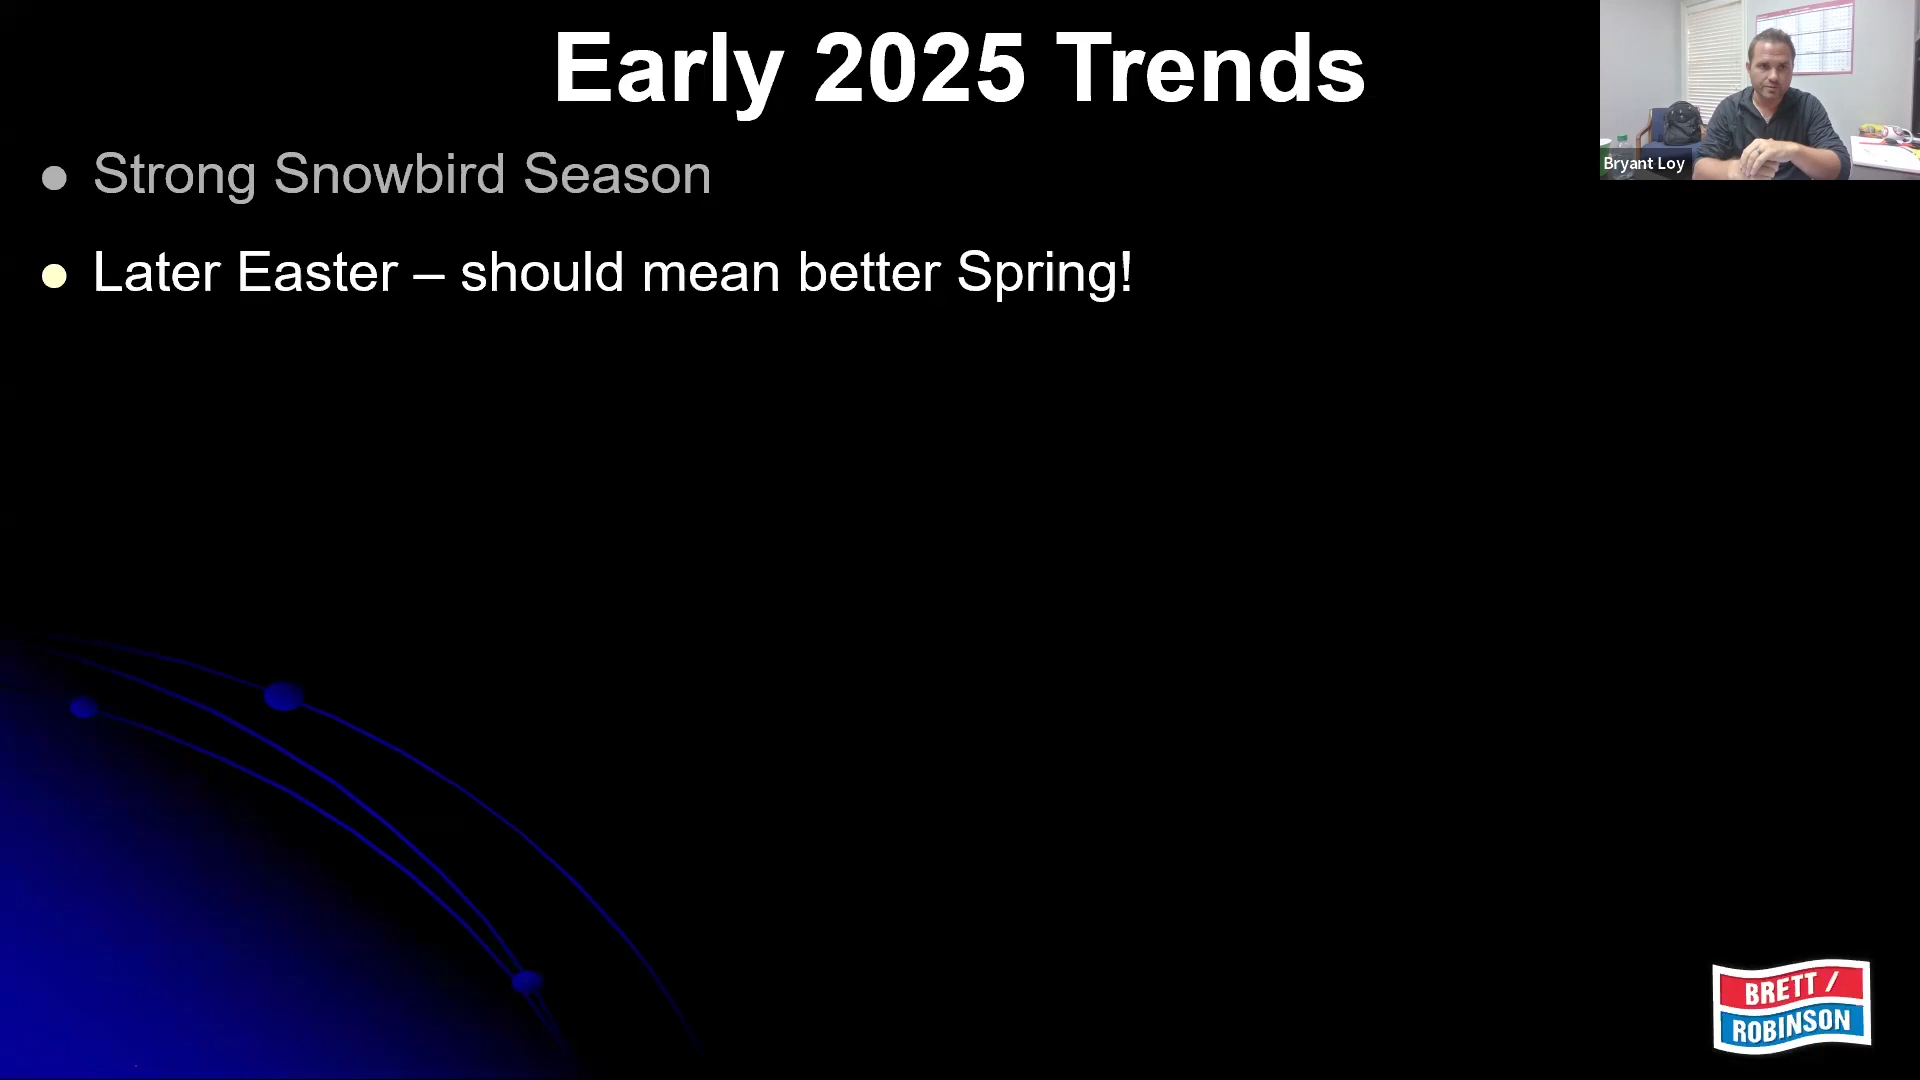 Early 2025 Trends
Strong Snowbird Season
Later Easter – should mean better Spring!
Bryant Loy
BRETT /
ROBINSON